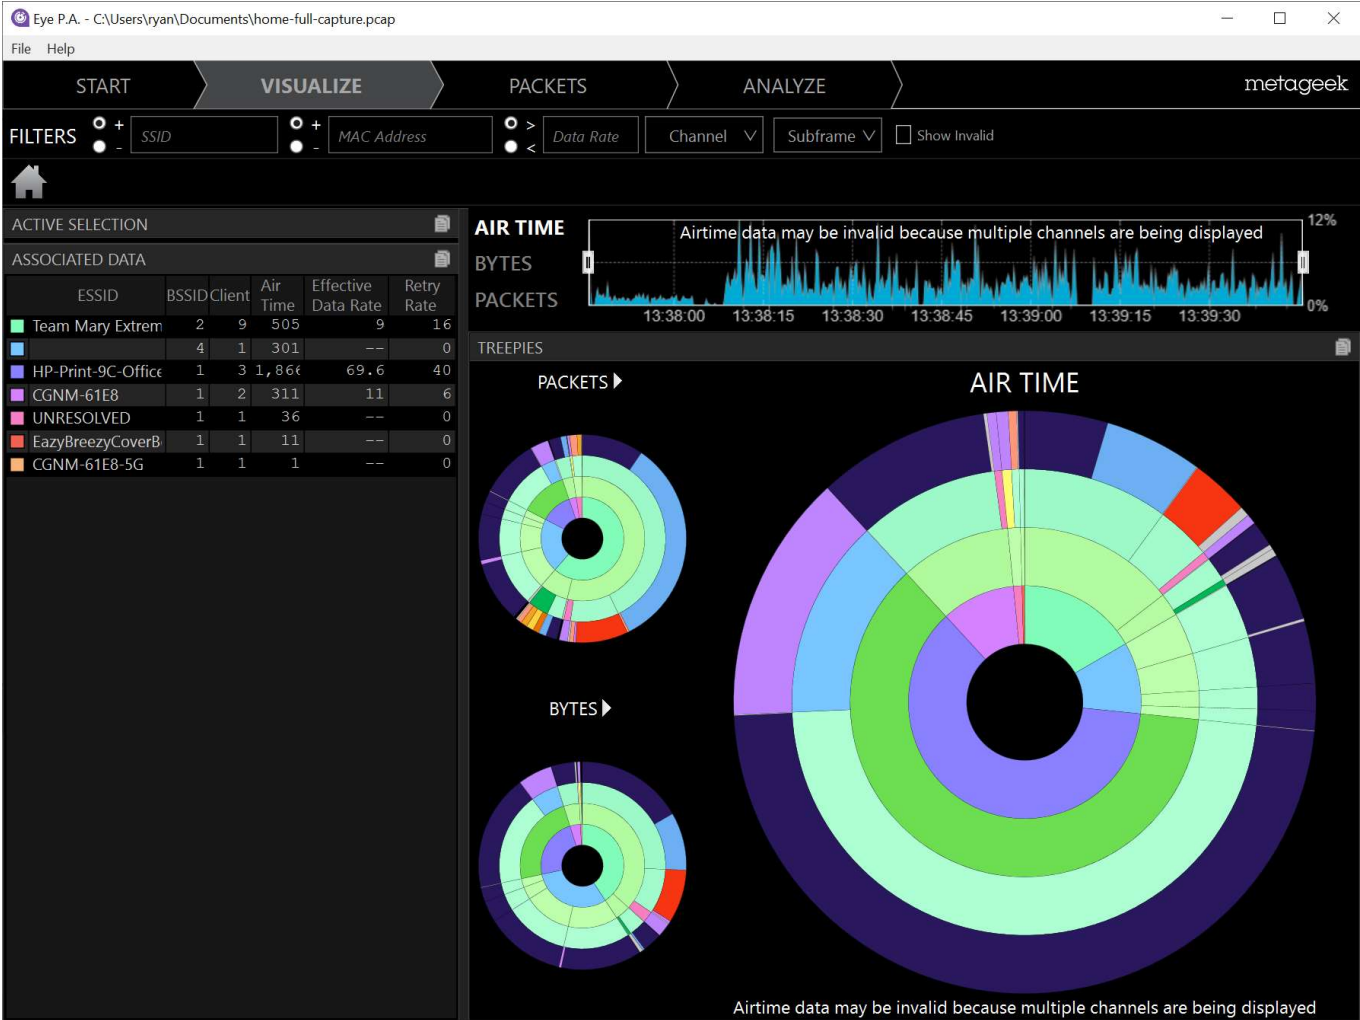 Eye P.A. - C:\Users\ryan\Documents\home-full-capture.pcap
File Help
START VISUALIZE PACKETS ANALYZE metageek
FILTERS + - SSID + - MAC Address > < Data Rate Channel Subframe Show Invalid
ACTIVE SELECTION
ASSOCIATED DATA
ESSID BSSID Client Air Time Effective Data Rate Retry Rate
Team Mary Extrem 2 9 505 9 16
4 1 301 -- 0
HP-Print-9C-Office 1 3 1,866 69.6 40
CGNM-61E8 1 2 311 11 6
UNRESOLVED 1 1 36 -- 0
EazyBreezyCoverB 1 1 11 -- 0
CGNM-61E8-5G 1 1 1 -- 0
AIR TIME
BYTES
PACKETS
Airtime data may be invalid because multiple channels are being displayed
12%
0%
13:38:00 13:38:15 13:38:30 13:38:45 13:39:00 13:39:15 13:39:30
TREEPIES
PACKETS
AIR TIME
BYTES
Airtime data may be invalid because multiple channels are being displayed